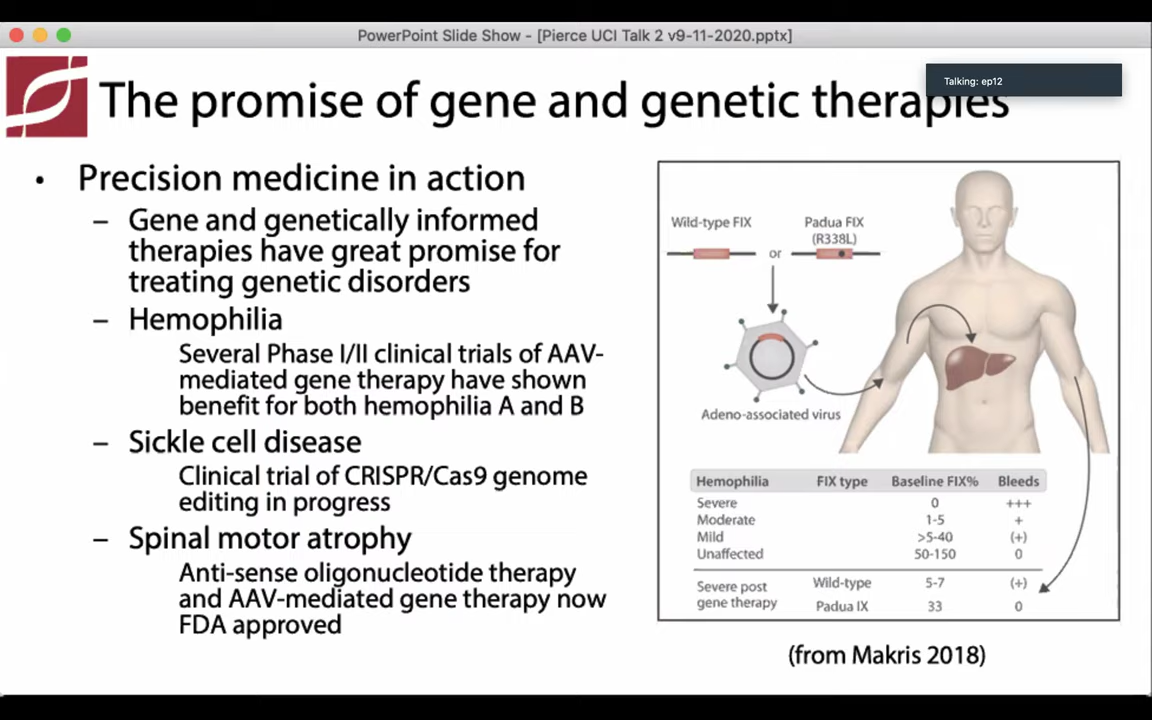 PowerPoint Slide Show - [Pierce UCI Talk 2 v9-11-2020.pptx]
Talking: ep12
The promise of gene and genetic therapies
• Precision medicine in action
– Gene and genetically informed
therapies have great promise for
treating genetic disorders
– Hemophilia
Several Phase I/II clinical trials of AAV-
mediated gene therapy have shown
benefit for both hemophilia A and B
– Sickle cell disease
Clinical trial of CRISPR/Cas9 genome
editing in progress
– Spinal motor atrophy
Anti-sense oligonucleotide therapy
and AAV-mediated gene therapy now
FDA approved
Wild-type FIX
or
Padua FIX
(R338L)
Adeno-associated virus
Hemophilia FIX type Baseline FIX% Bleeds
Severe 0 +++
Moderate 1-5 +
Mild >5-40 (+)
Unaffected 50-150 0
Severe post
gene therapy
Wild-type 5-7 (+)
Padua IX 33 0
(from Makris 2018)